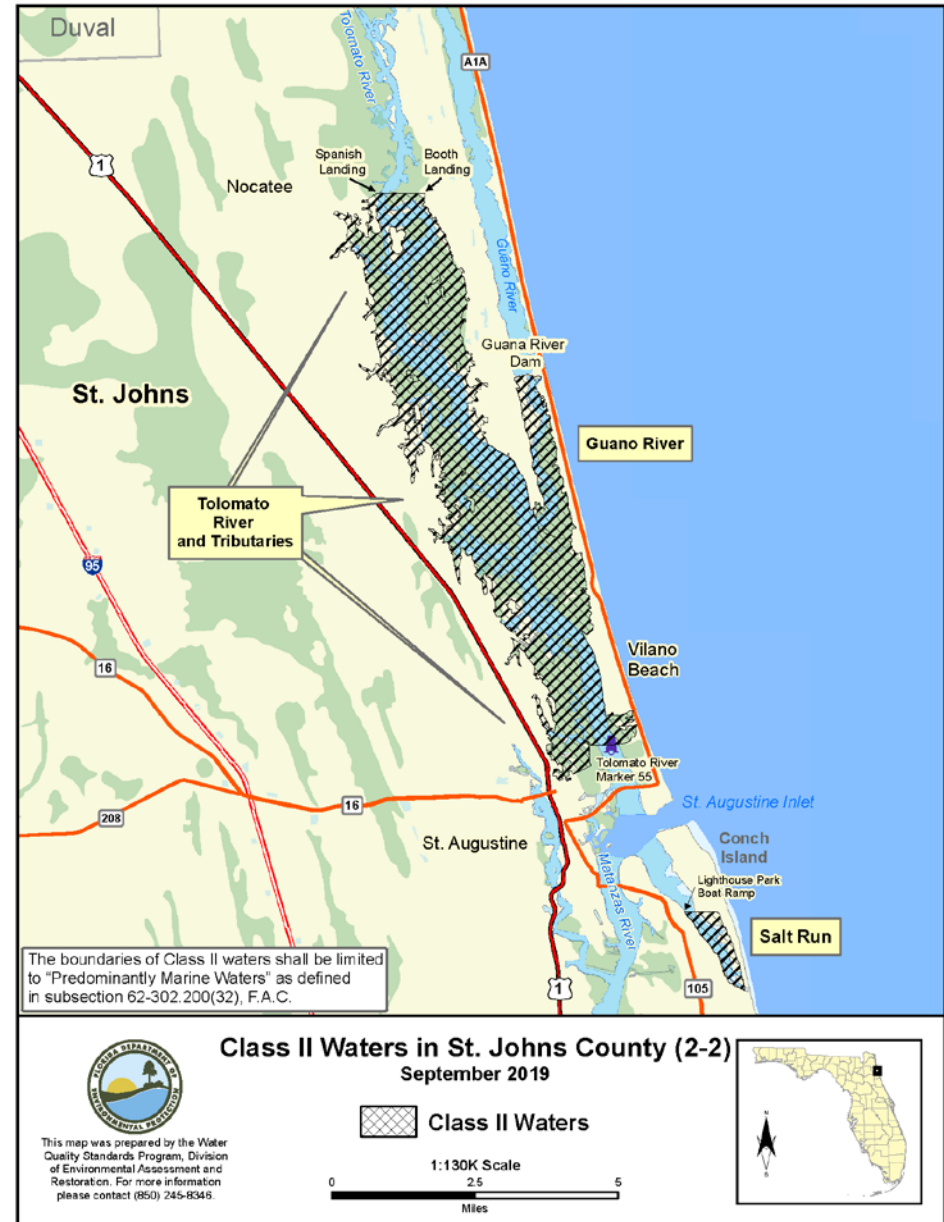 Duval
Tolomato River
A1A
1
Spanish
Landing
Booth
Landing
Nocatee
Guano River
Guana River
Dam
St. Johns
Guano River
Tolomato
River
and Tributaries
95
16
Vilano
Beach
Tolomato River
Marker 55
St. Augustine Inlet
16
208
St. Augustine
Conch
Island
Matanzas River
Lighthouse Park
Boat Ramp
Salt Run
The boundaries of Class II waters shall be limited
to "Predominantly Marine Waters" as defined
in subsection 62-302.200(32), F.A.C.
1
105
Class II Waters in St. Johns County (2-2)
September 2019
FLORIDA DEPARTMENT OF
ENVIRONMENTAL PROTECTION
Class II Waters
This map was prepared by the Water
Quality Standards Program, Division
of Environmental Assessment and
Restoration. For more information
please contact (850) 245-8346.
1:130K Scale
0 2.5 5
Miles
N
S